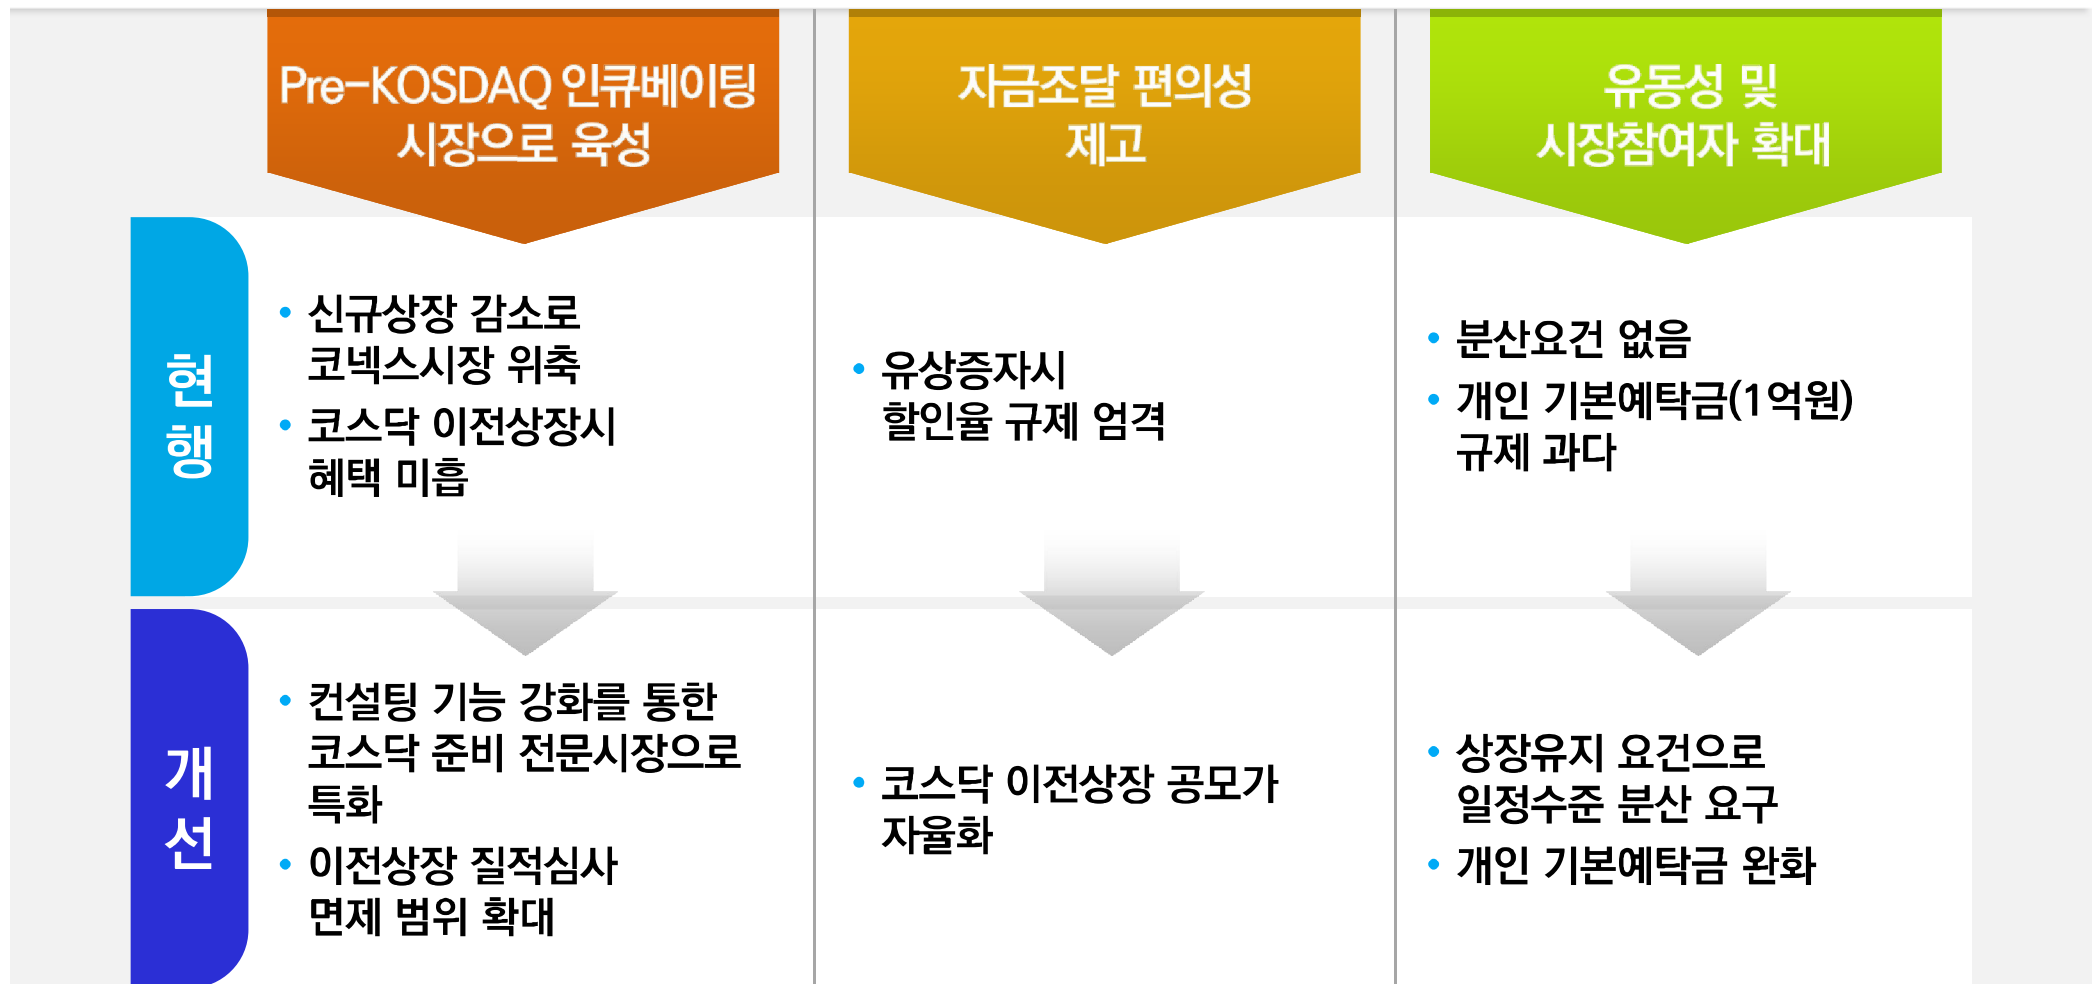 Pre-KOSDAQ 인큐베이팅
시장으로 육성
자금조달 편의성
제고
유동성 및
시장참여자 확대
현
행
• 신규상장 감소로
코넥스시장 위축
• 코스닥 이전상장시
혜택 미흡
• 유상증자시
할인율 규제 엄격
• 분산요건 없음
• 개인 기본예탁금(1억원)
규제 과다
개
선
• 컨설팅 기능 강화를 통한
코스닥 준비 전문시장으로
특화
• 이전상장 질적심사
면제 범위 확대
• 코스닥 이전상장 공모가
자율화
• 상장유지 요건으로
일정수준 분산 요구
• 개인 기본예탁금 완화